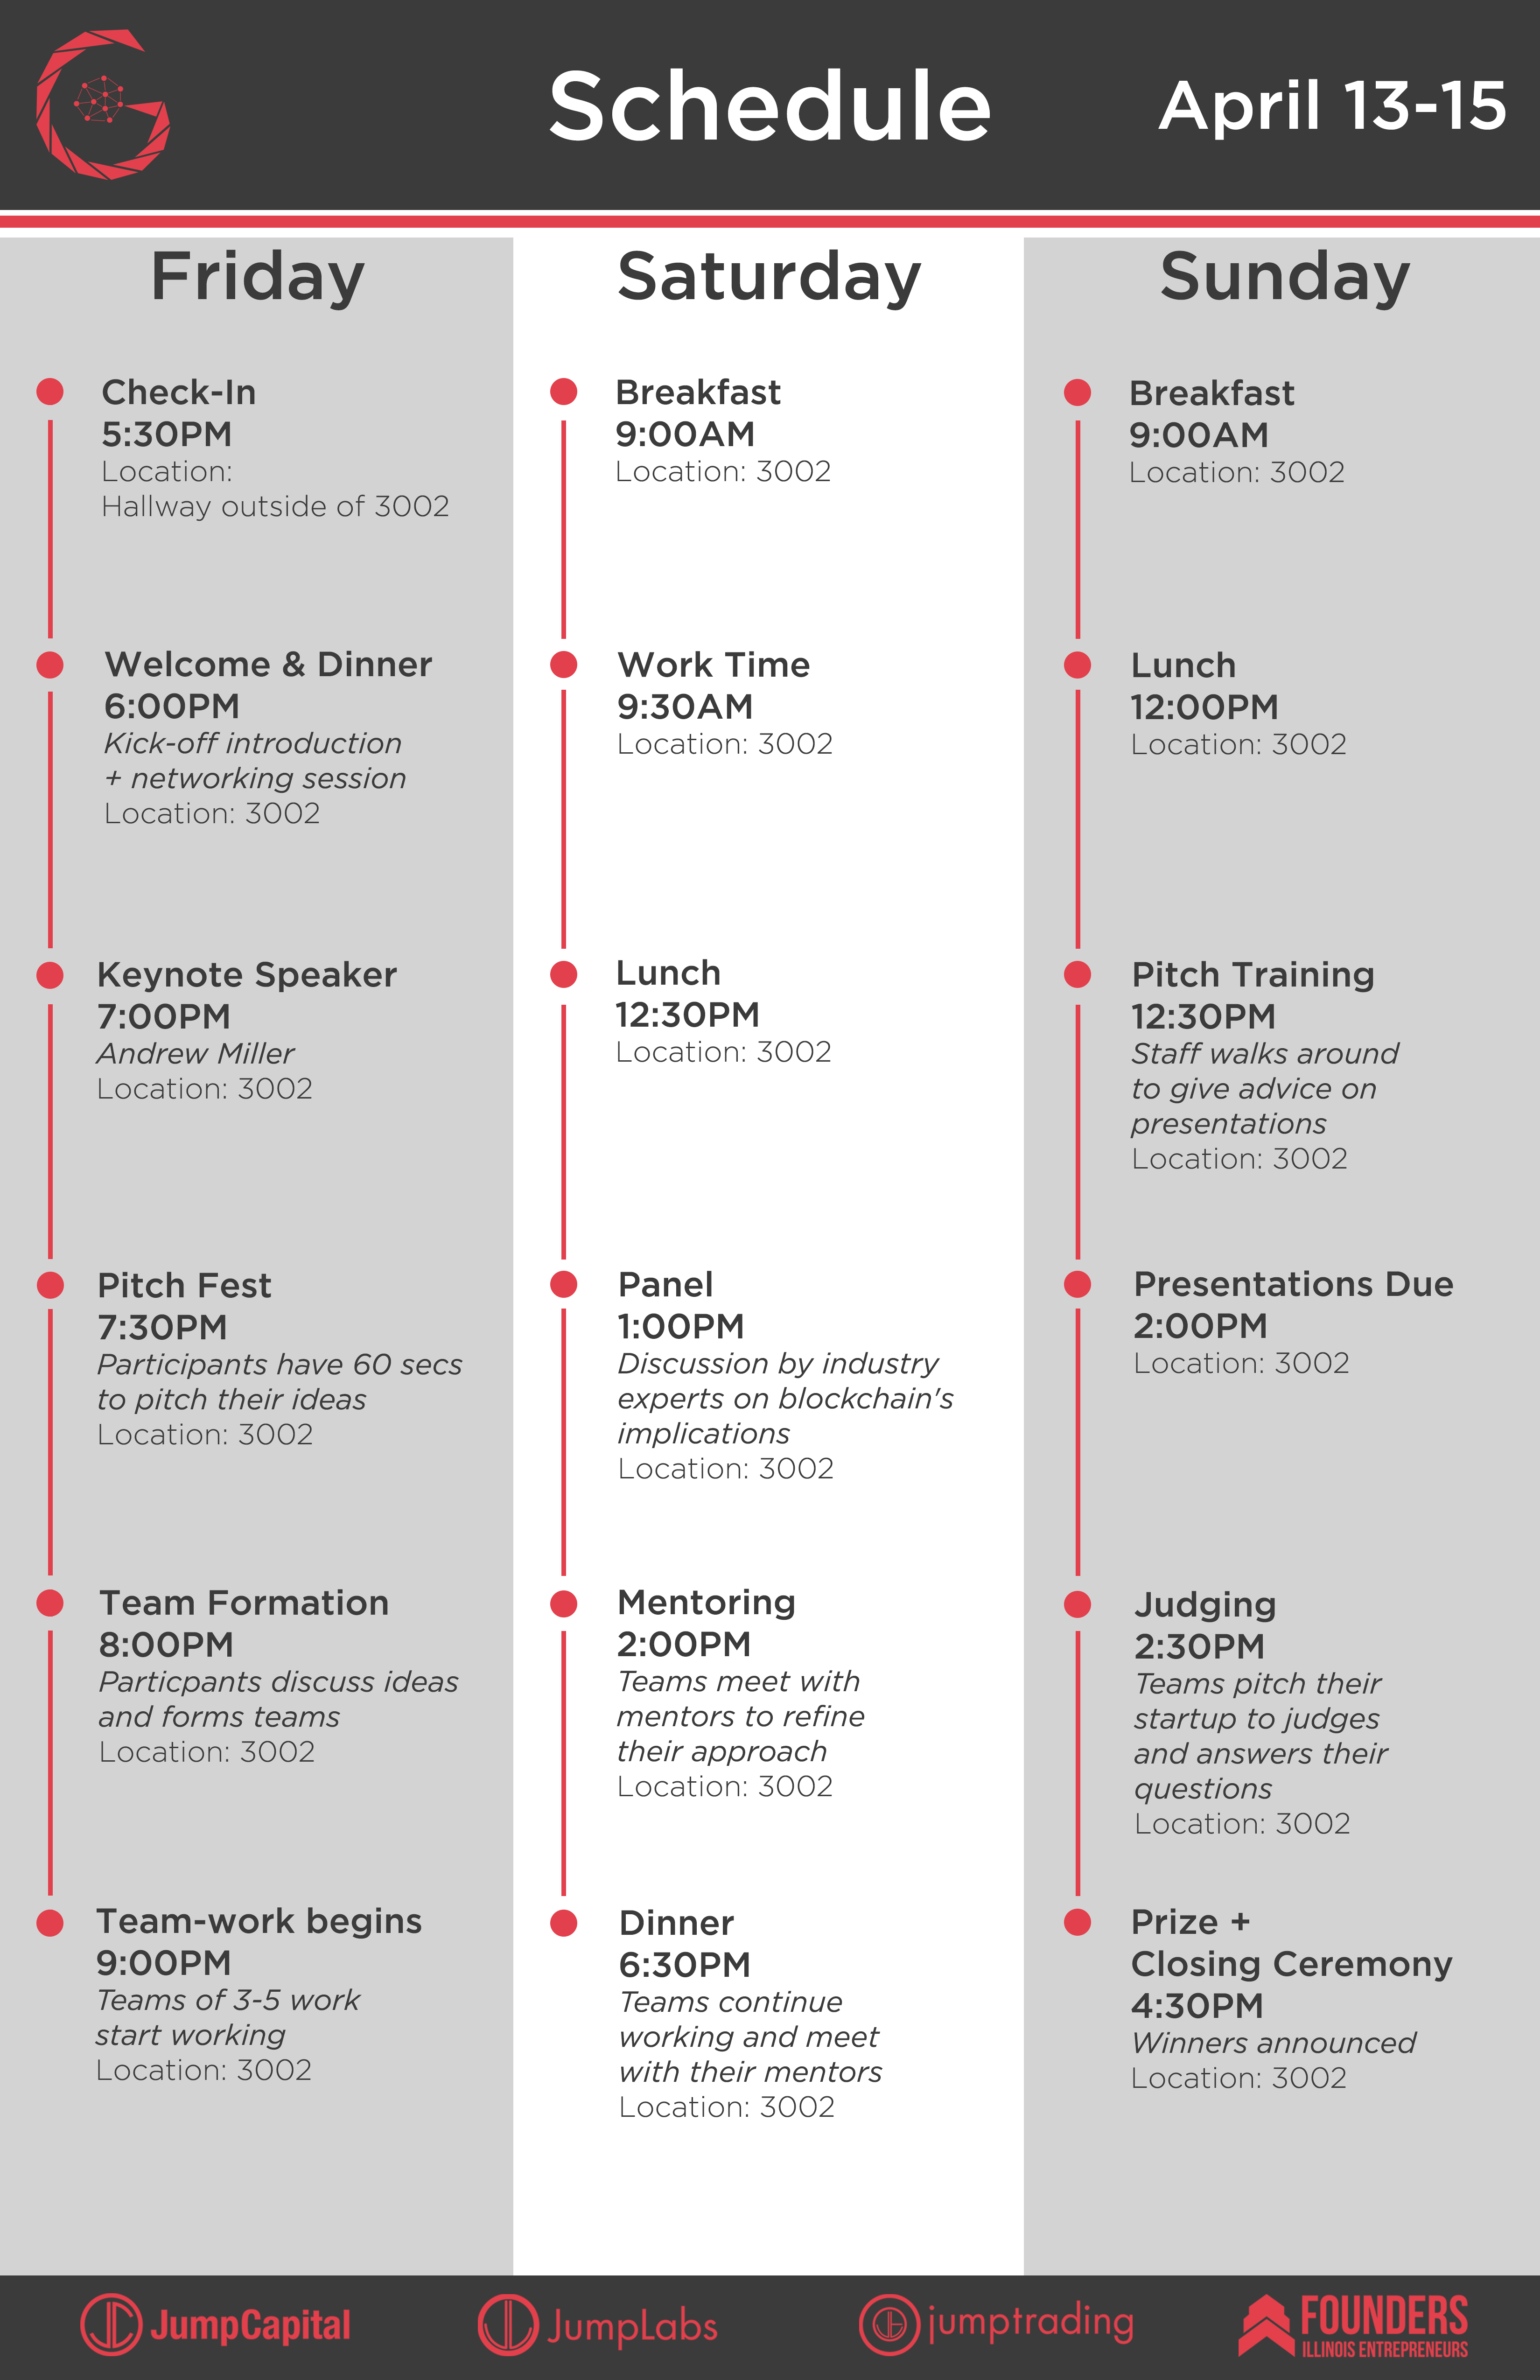 Schedule
April 13-15
Friday
Check-In
5:30PM
Location:
Hallway outside of 3002
Welcome & Dinner
6:00PM
Kick-off introduction
+ networking session
Location: 3002
Keynote Speaker
7:00PM
Andrew Miller
Location: 3002
Pitch Fest
7:30PM
Participants have 60 secs
to pitch their ideas
Location: 3002
Team Formation
8:00PM
Particpants discuss ideas
and forms teams
Location: 3002
Team-work begins
9:00PM
Teams of 3-5 work
start working
Location: 3002
Saturday
Breakfast
9:00AM
Location: 3002
Work Time
9:30AM
Location: 3002
Lunch
12:30PM
Location: 3002
Panel
1:00PM
Discussion by industry
experts on blockchain's
implications
Location: 3002
Mentoring
2:00PM
Teams meet with
mentors to refine
their approach
Location: 3002
Dinner
6:30PM
Teams continue
working and meet
with their mentors
Location: 3002
Sunday
Breakfast
9:00AM
Location: 3002
Lunch
12:00PM
Location: 3002
Pitch Training
12:30PM
Staff walks around
to give advice on
presentations
Location: 3002
Presentations Due
2:00PM
Location: 3002
Judging
2:30PM
Teams pitch their
startup to judges
and answers their
questions
Location: 3002
Prize +
Closing Ceremony
4:30PM
Winners announced
Location: 3002
JumpCapital
JumpLabs
jumptrading
FOUNDERS
ILLINOIS ENTREPRENEURS